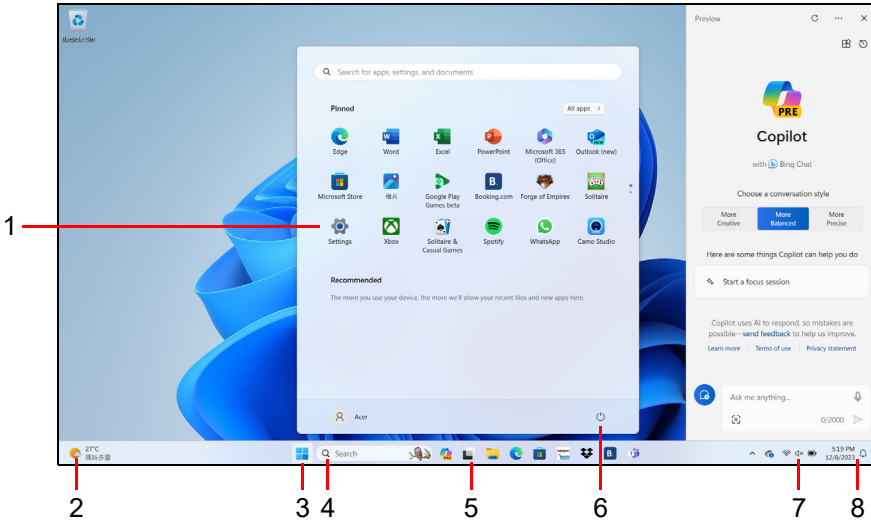 Recycle Bin
Search for apps, settings, and documents
Pinned
All apps >
Edge
Word
Excel
PowerPoint
Microsoft 365
(Office)
Outlook (new)
Microsoft Store
相片
Google Play
Games beta
B.
Booking.com
Forge of Empires
Solitaire
Settings
Xbox
Solitaire &
Casual Games
Spotify
WhatsApp
Camo Studio
Recommended
The more you use your device, the more we'll show your recent files and new apps here.
Acer
Preview
PRE
Copilot
with Bing Chat
Choose a conversation style
More
Creative
More
Balanced
More
Precise
Here are some things Copilot can help you do
Start a focus session
Copilot uses AI to respond, so mistakes are
possible—send feedback to help us improve.
Learn more
Terms of use
Privacy statement
Ask me anything...
0/2000
27°C
晴時多雲
Search
B.
5:19 PM
12/8/2023
1
2
3
4
5
6
7
8